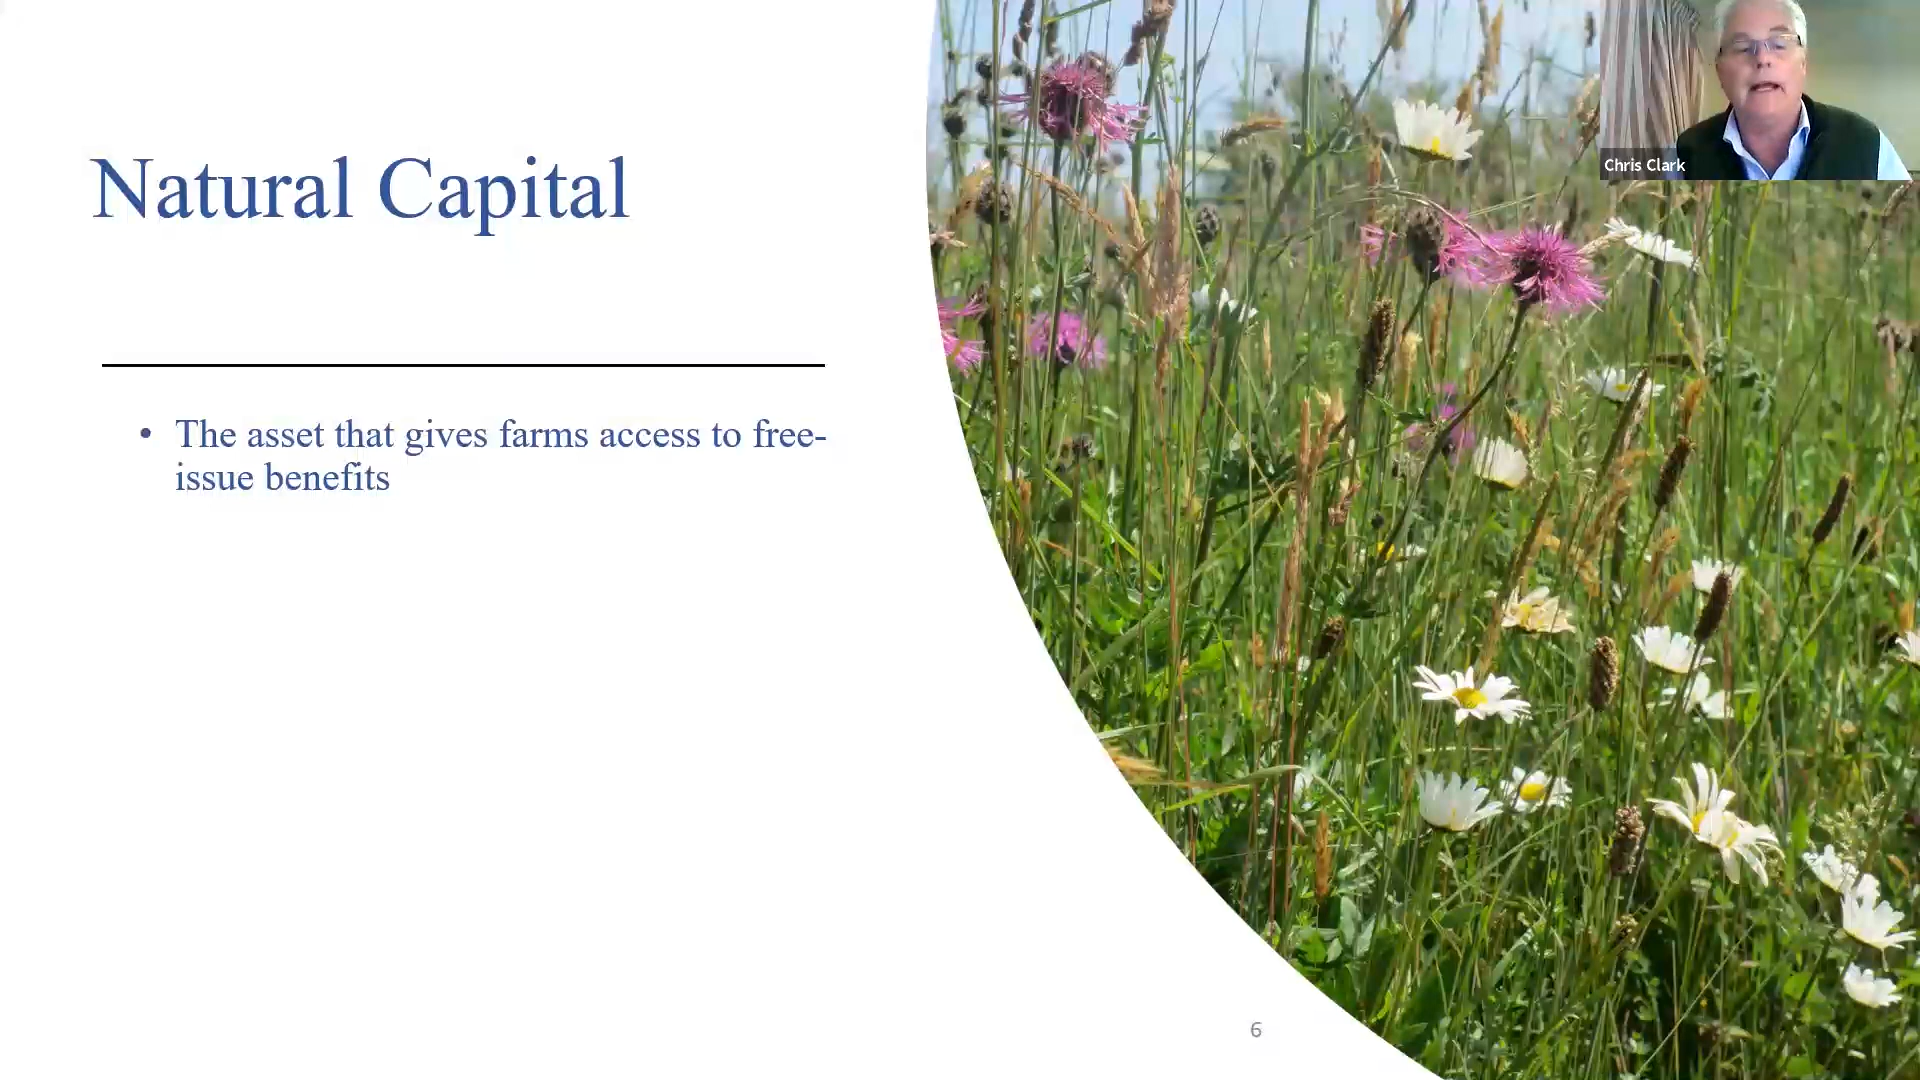 Natural Capital
• The asset that gives farms access to free-
issue benefits
Chris Clark
6